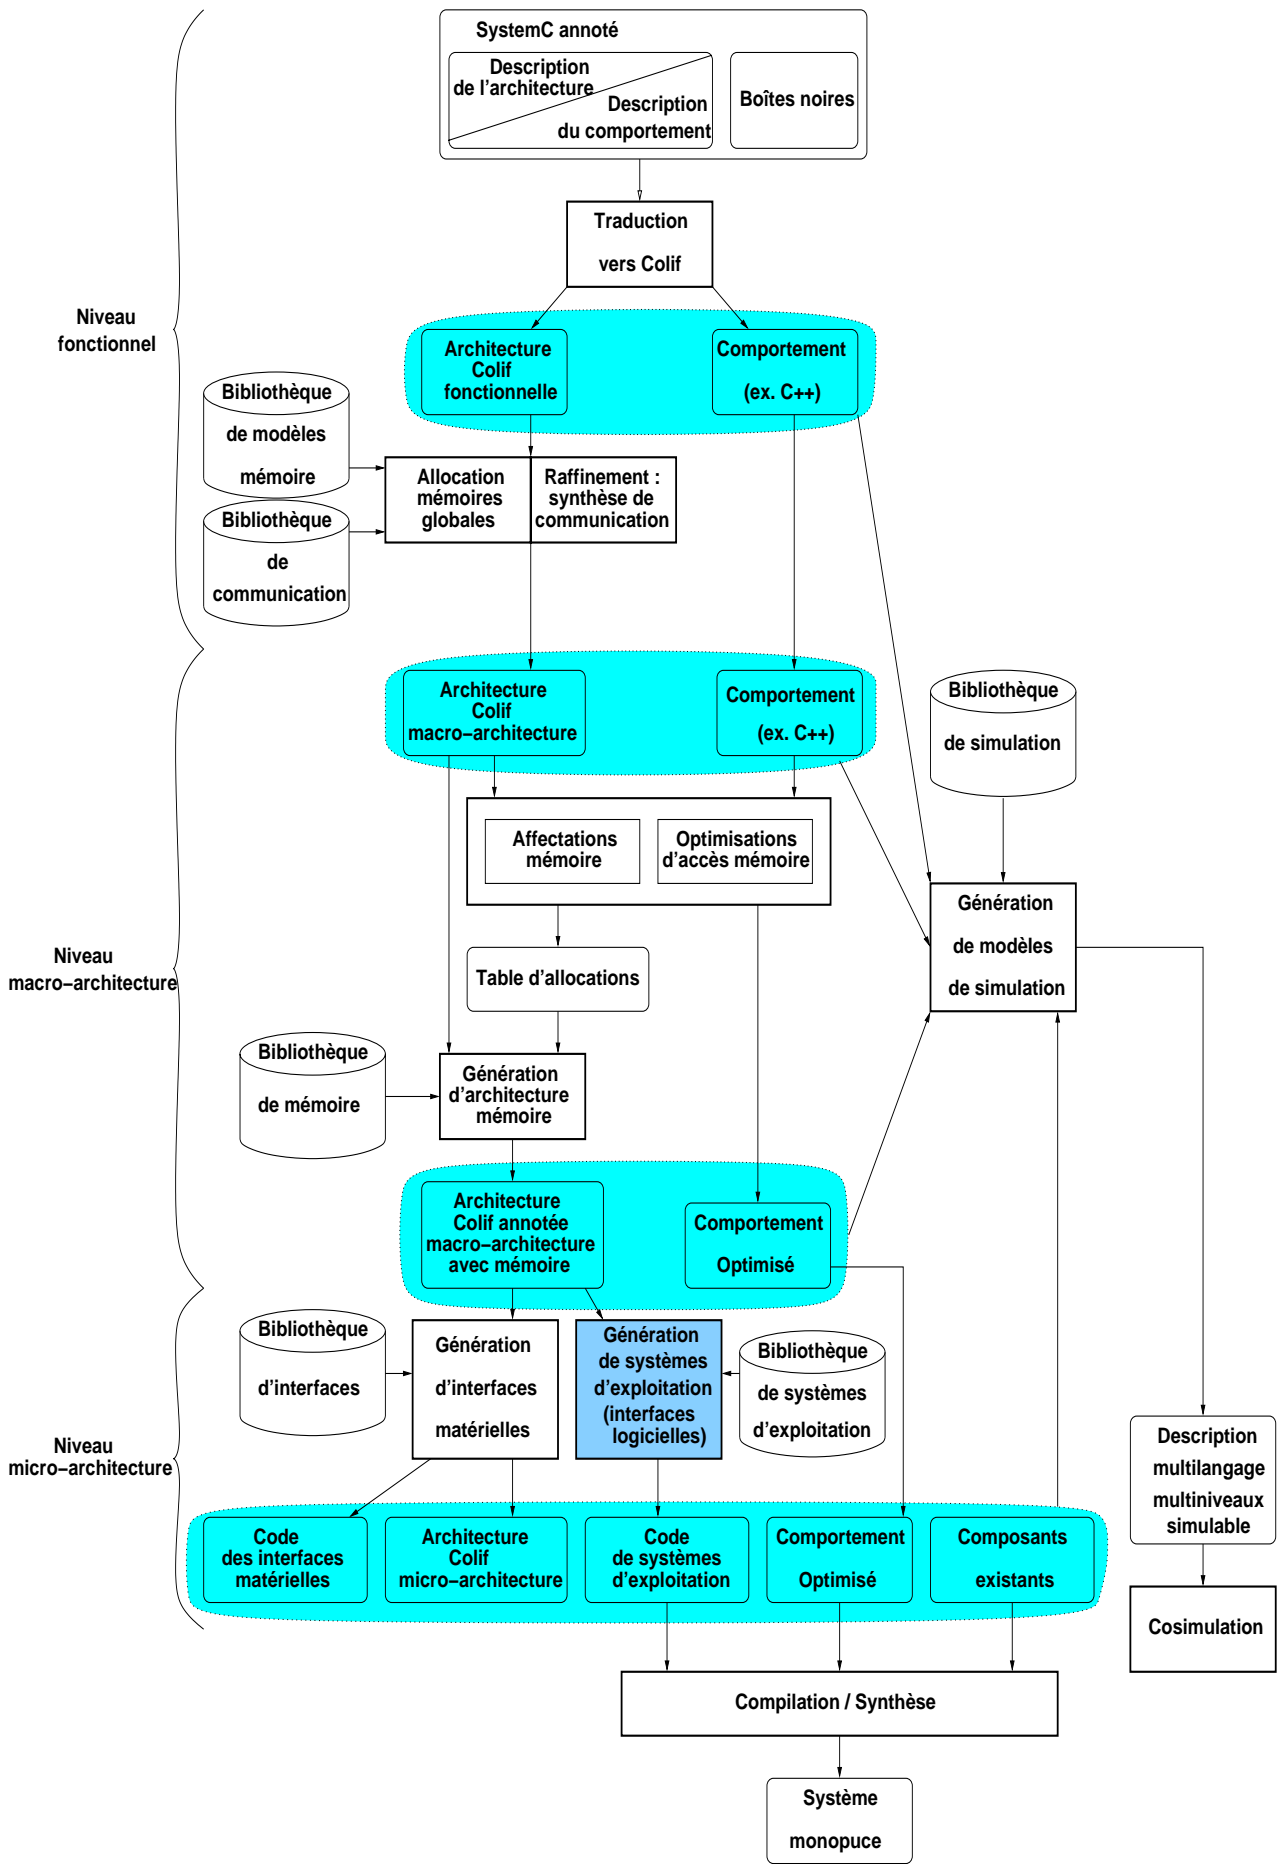 SystemC annoté
Description
de l'architecture
Description
du comportement
Boîtes noires
Traduction
vers Colif
Niveau
fonctionnel
Architecture
Colif
fonctionnelle
Comportement
(ex. C++)
Bibliothèque
de modèles
mémoire
Allocation
mémoires
globales
Raffinement :
synthèse de
communication
Bibliothèque
de
communication
Architecture
Colif
macro−architecture
Comportement
(ex. C++)
Bibliothèque
de simulation
Affectations
mémoire
Optimisations
d'accès mémoire
Génération
de modèles
de simulation
Niveau
macro−architecture
Table d'allocations
Bibliothèque
de mémoire
Génération
d'architecture
mémoire
Architecture
Colif annotée
macro−architecture
avec mémoire
Comportement
Optimisé
Bibliothèque
d'interfaces
Génération
d'interfaces
matérielles
Génération
de systèmes
d'exploitation
(interfaces
logicielles)
Bibliothèque
de systèmes
d'exploitation
Niveau
micro−architecture
Description
multilangage
multiniveaux
simulable
Code
des interfaces
matérielles
Architecture
Colif
micro−architecture
Code
de systèmes
d'exploitation
Comportement
Optimisé
Composants
existants
Cosimulation
Compilation / Synthèse
Système
monopuce